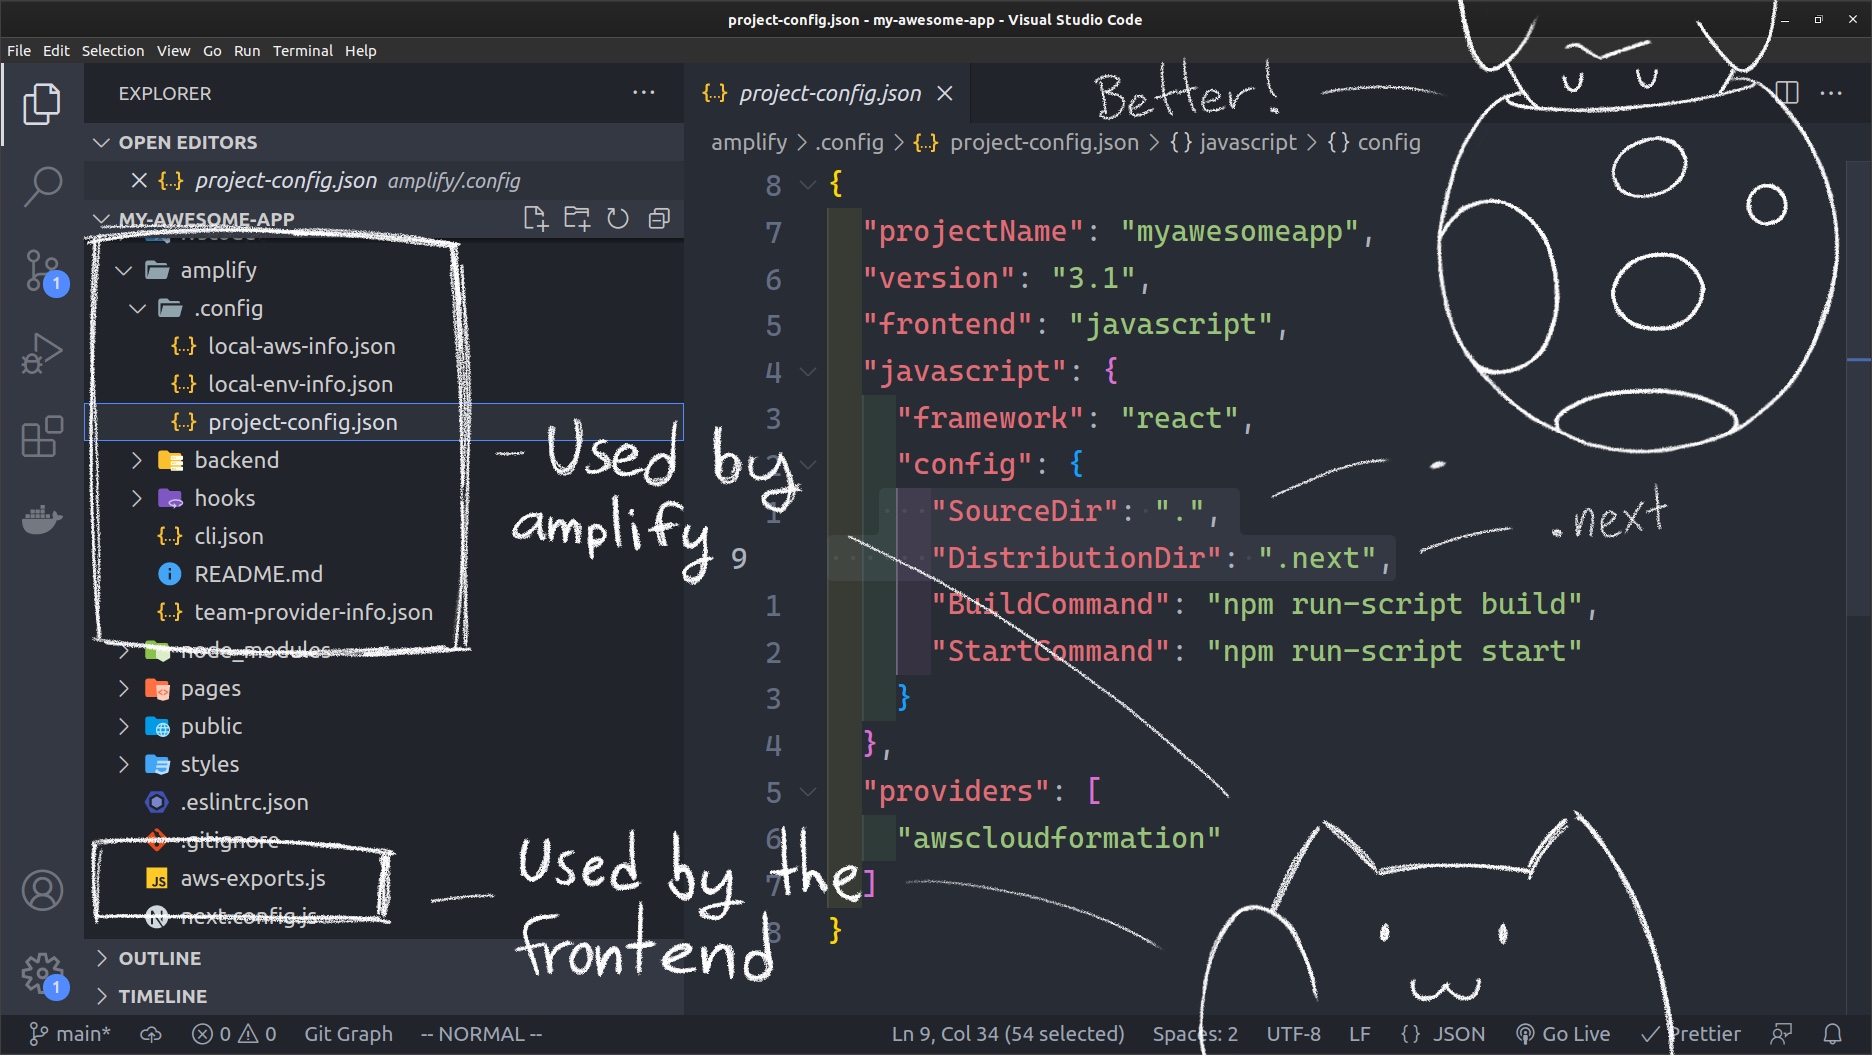 project-config.json - my-awesome-app - Visual Studio Code
File Edit Selection View Go Run Terminal Help
EXPLORER
OPEN EDITORS
project-config.json amplify/.config
MY-AWESOME-APP
amplify
.config
local-aws-info.json
local-env-info.json
project-config.json
backend
hooks
cli.json
README.md
team-provider-info.json
node_modules
pages
public
styles
.eslintrc.json
.gitignore
aws-exports.js
next.config.js
OUTLINE
TIMELINE
1
1
Used by
amplify
Used by the
frontend
project-config.json
Better!
amplify > .config > {..} project-config.json > {} javascript > {} config
8 {
7 "projectName": "myawesomeapp",
6 "version": "3.1",
5 "frontend": "javascript",
4 "javascript": {
3 "framework": "react",
2 "config": {
1 "SourceDir": ".",
9 "DistributionDir": ".next",
1 "BuildCommand": "npm run-script build",
2 "StartCommand": "npm run-script start"
3 }
4 },
5 "providers": [
6 "awscloudformation"
7 ]
8 }
.
.next
main* 0 0 Git Graph -- NORMAL -- Ln 9, Col 34 (54 selected) Spaces: 2 UTF-8 LF {} JSON Go Live Prettier